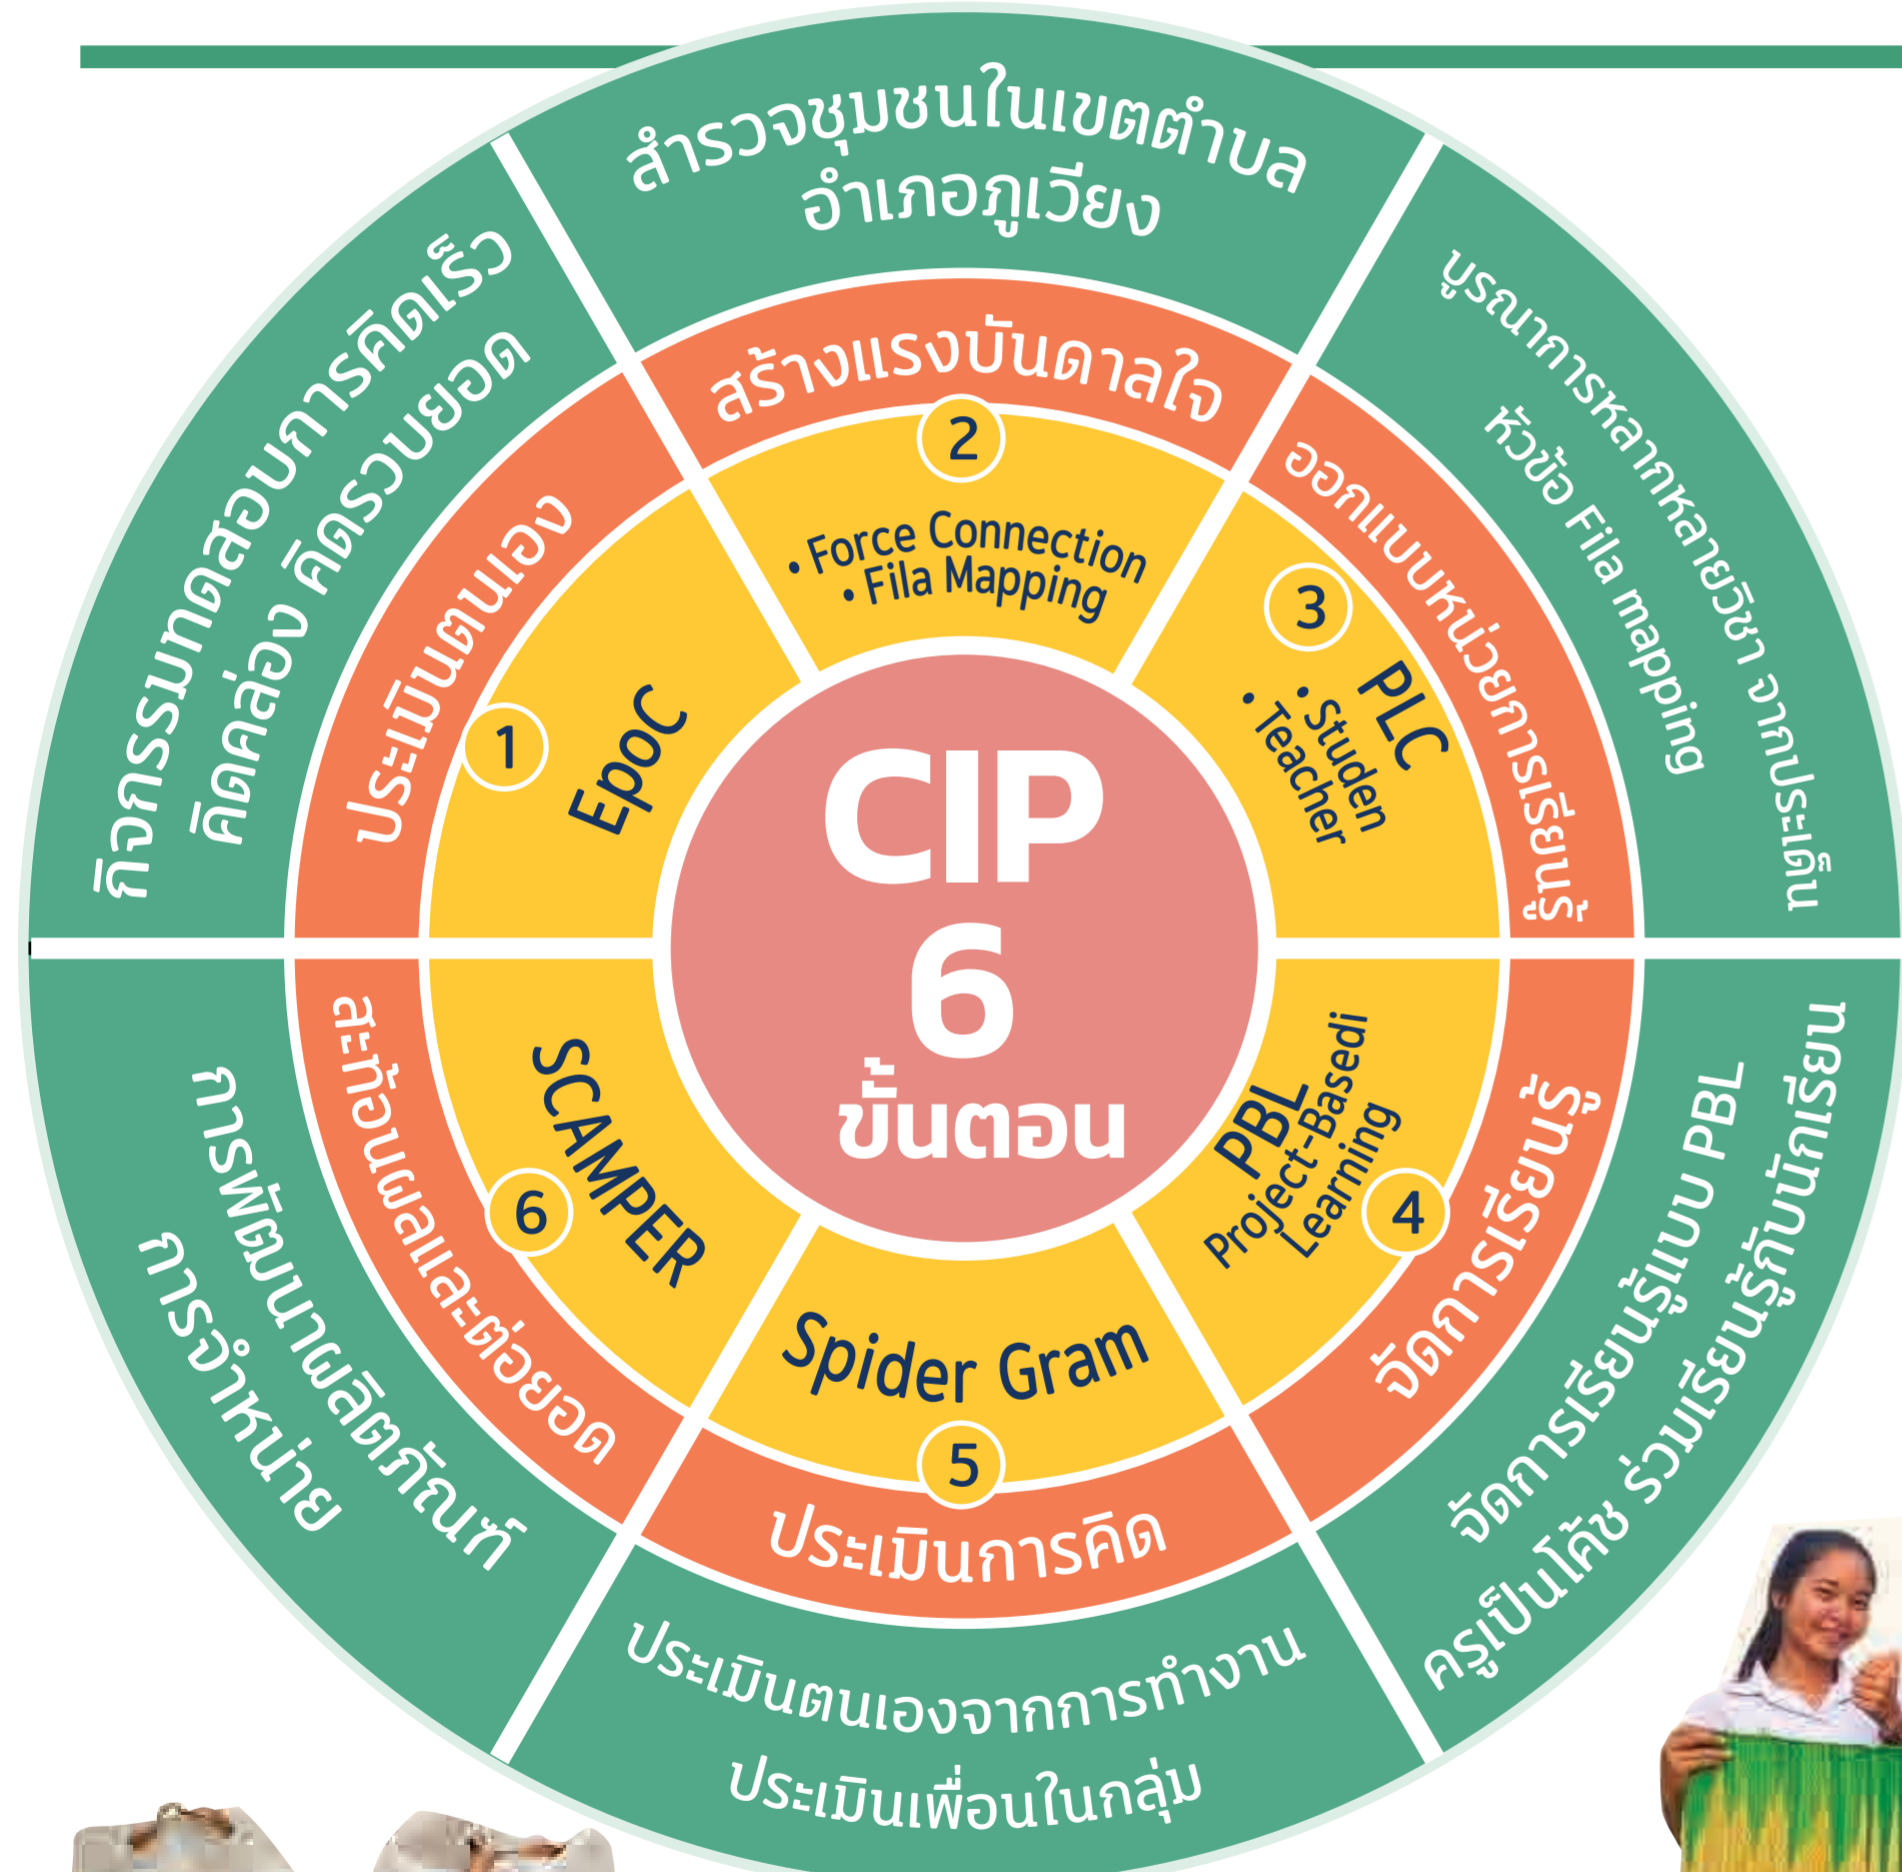 CIP
6
ขั้นตอน
1
EpoC
ประเมินตนเอง
กิจกรรมทดสอบการคิดเร็ว
คิดคล่อง คิดรวบยอด
2
• Force Connection
• Fila Mapping
สร้างแรงบันดาลใจ
สำรวจชุมชนในเขตตำบล
อำเภอภูเวียง
3
PLC
• Studen
• Teacher
ออกแบบหน่วยการเรียนรู้
บูรณาการหลากหลายวิชา จากประเด็น
หัวข้อ Fila mapping
4
PBL
Project-Basedi
Learning
จัดการเรียนรู้
จัดการเรียนรู้แบบ PBL
ครูเป็นโค้ช ร่วมเรียนรู้กับนักเรียน
Spider Gram
5
ประเมินการคิด
ประเมินตนเองจากการทำงาน
ประเมินเพื่อนในกลุ่ม
6
SCAMPER
สะท้อนผลและต่อยอด
การพัฒนาผลิตภัณฑ์
การจำหน่าย